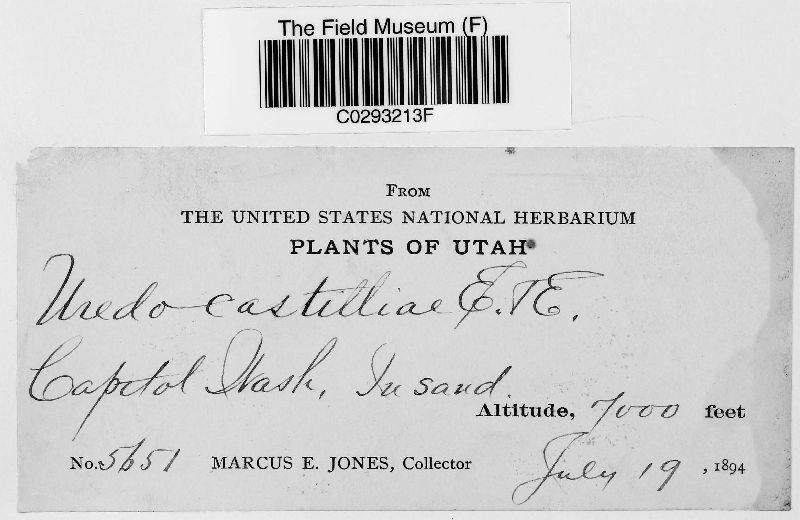 The Field Museum (F)
C0293213F
FROM
THE UNITED STATES NATIONAL HERBARIUM
PLANTS OF UTAH
Uredo castilliae E. & E.
Capitol Wash, In sand.
Altitude, 7000 feet
No. 5651 MARCUS E. JONES, Collector July 19, 1894